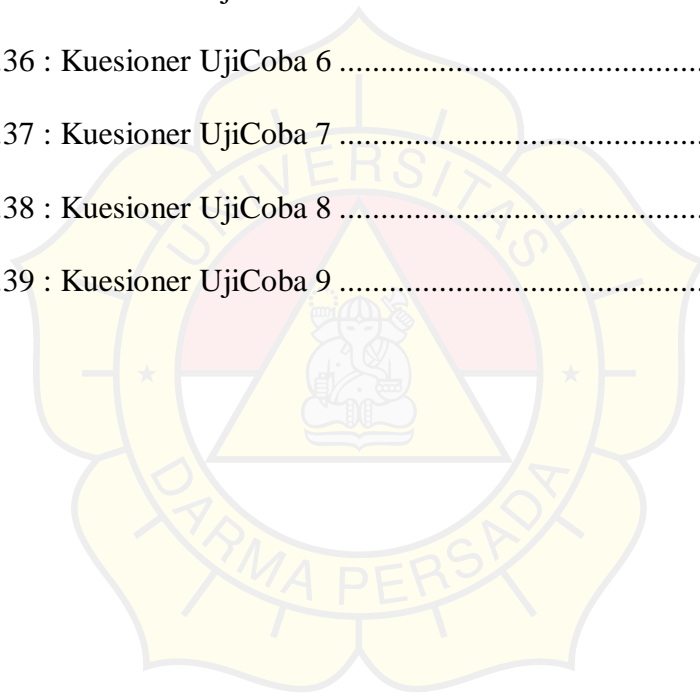 .36 : Kuesioner UjiCoba 6 ...........................................
.37 : Kuesioner UjiCoba 7 ...........................................
.38 : Kuesioner UjiCoba 8 ...........................................
.39 : Kuesioner UjiCoba 9 ...........................................
UNIVERSITAS
DARMA PERSADA